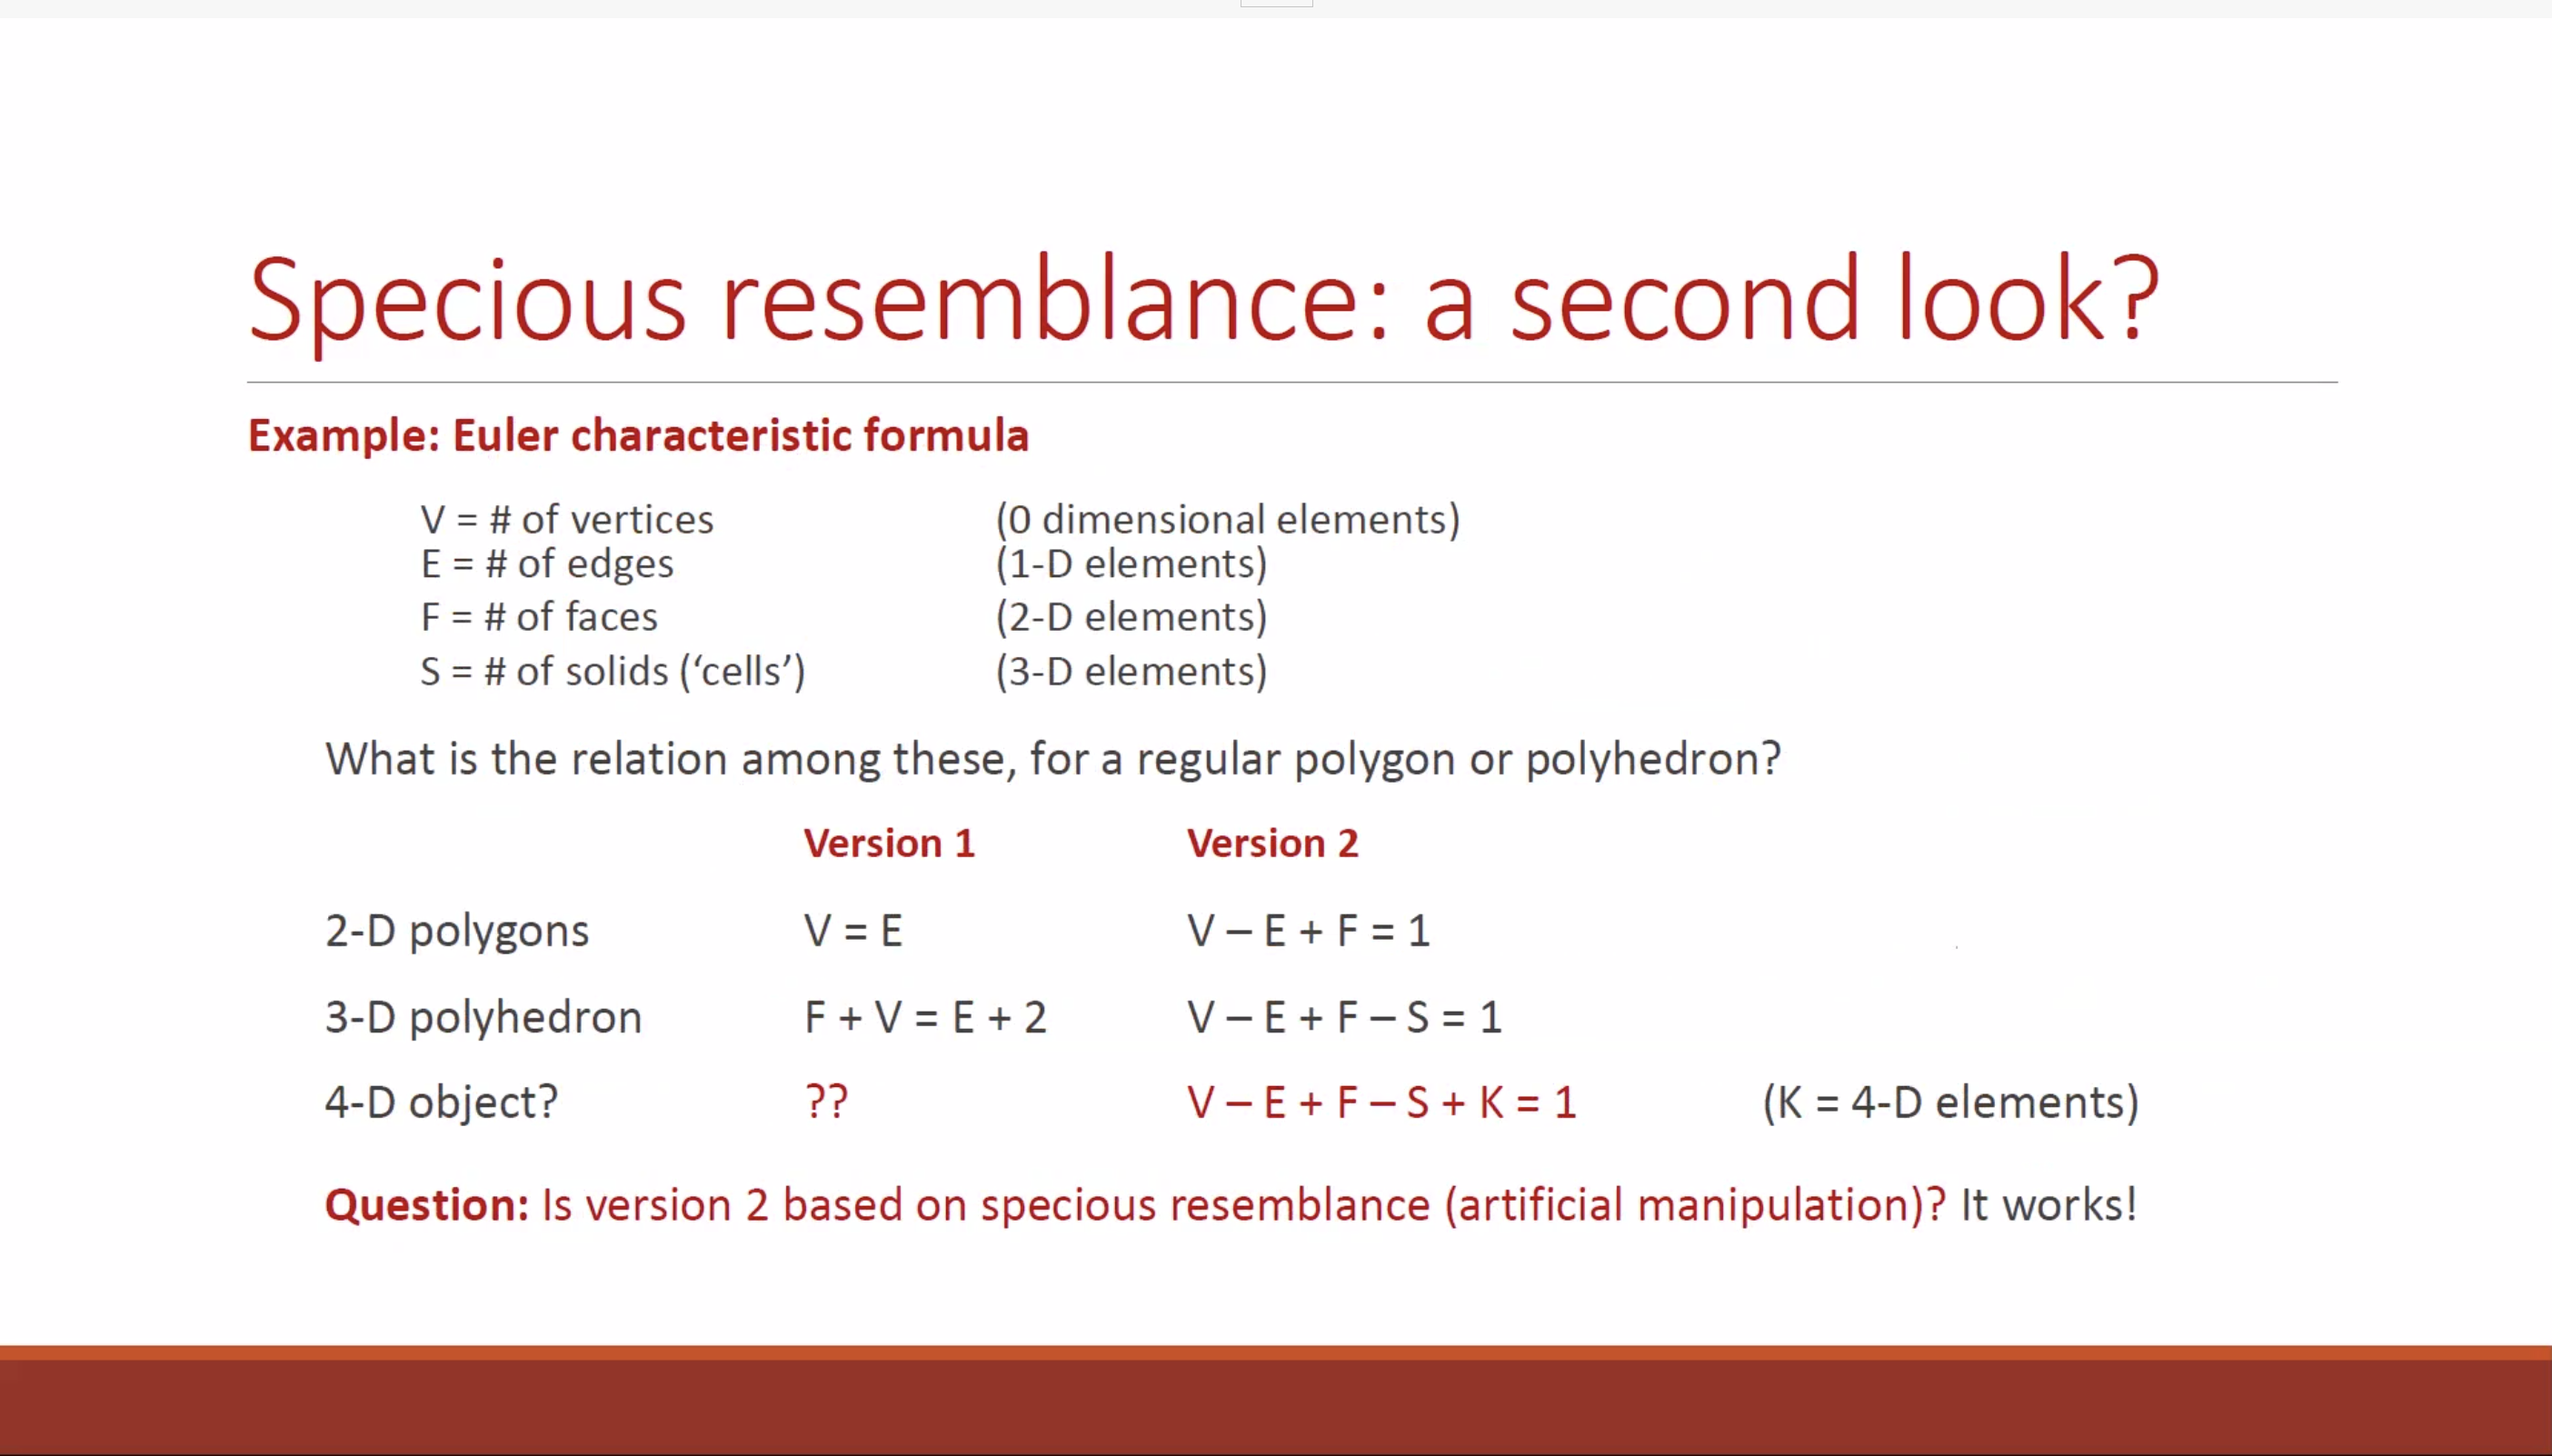 Specious resemblance: a second look?
Example: Euler characteristic formula
V = # of vertices (0 dimensional elements)
E = # of edges (1-D elements)
F = # of faces (2-D elements)
S = # of solids (‘cells’) (3-D elements)
What is the relation among these, for a regular polygon or polyhedron?
Version 1 Version 2
2-D polygons V = E V – E + F = 1
3-D polyhedron F + V = E + 2 V – E + F – S = 1
4-D object? ?? V – E + F – S + K = 1 (K = 4-D elements)
Question: Is version 2 based on specious resemblance (artificial manipulation)? It works!